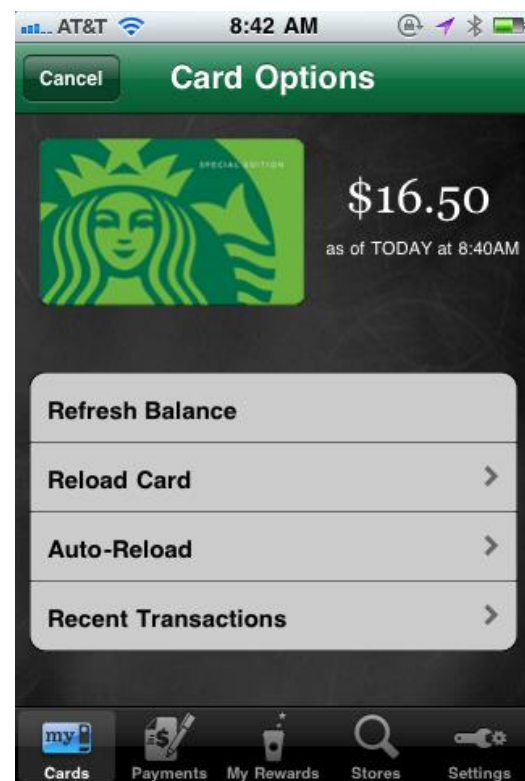 AT&T 8:42 AM
Cancel Card Options
SPECIAL EDITION
$16.50
as of TODAY at 8:40AM
Refresh Balance
Reload Card
Auto-Reload
Recent Transactions
my
Cards Payments My Rewards Stores Settings